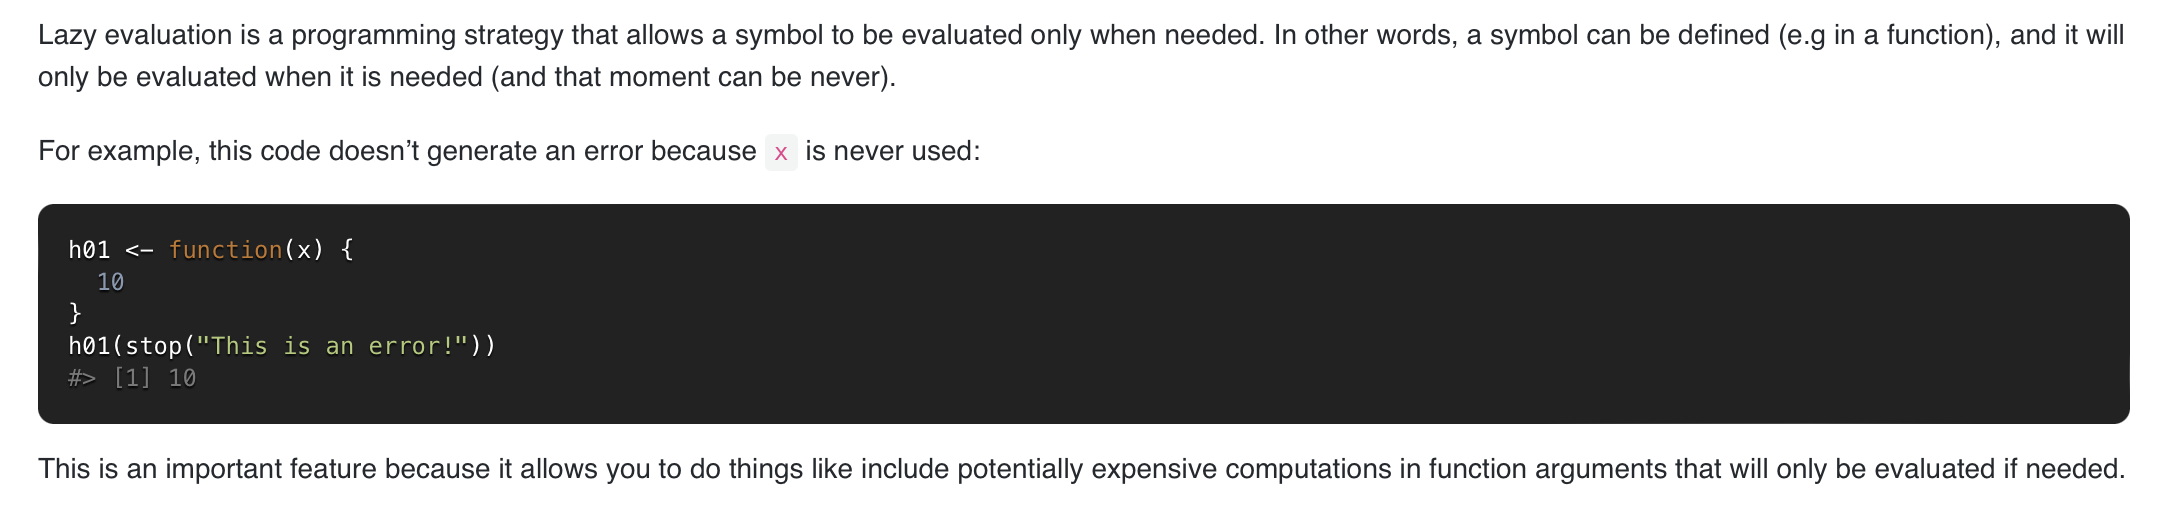 Lazy evaluation is a programming strategy that allows a symbol to be evaluated only when needed. In other words, a symbol can be defined (e.g in a function), and it will
only be evaluated when it is needed (and that moment can be never).
For example, this code doesn’t generate an error because x is never used:
h01 <- function(x) {
  10
}
h01(stop("This is an error!"))
#> [1] 10
This is an important feature because it allows you to do things like include potentially expensive computations in function arguments that will only be evaluated if needed.